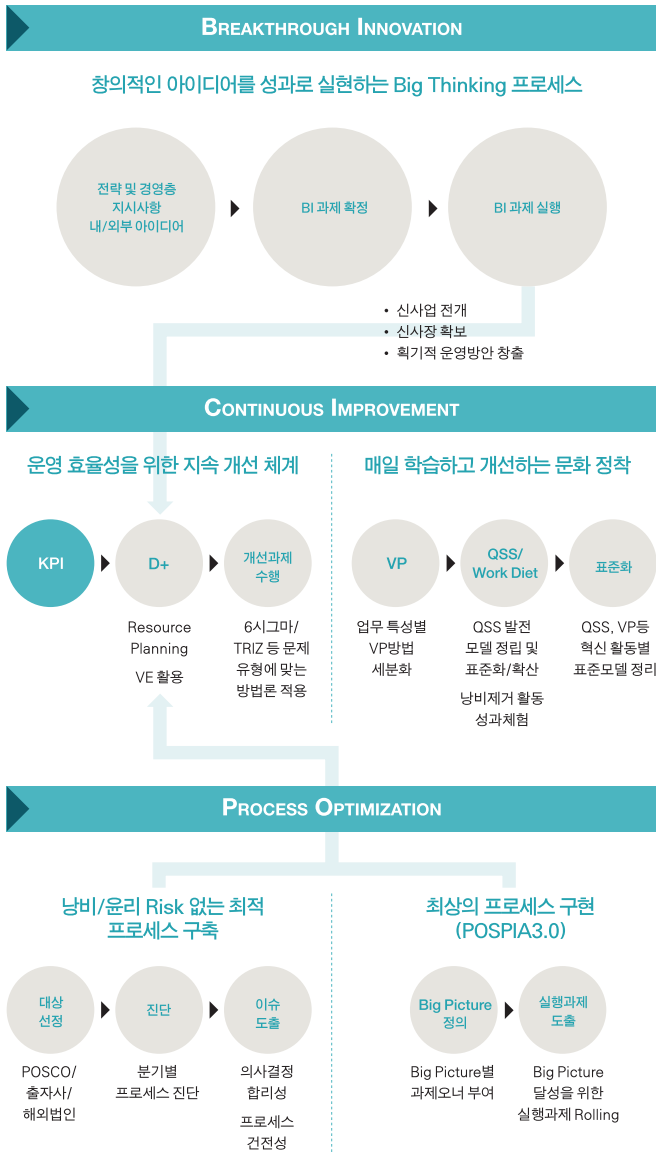 BREAKTHROUGH INNOVATION
창의적인 아이디어를 성과로 실현하는 Big Thinking 프로세스
전략 및 경영층
지시사항
내/외부 아이디어
BI 과제 확정
BI 과제 실행
• 신사업 전개
• 신사장 확보
• 획기적 운영방안 창출
CONTINUOUS IMPROVEMENT
운영 효율성을 위한 지속 개선 체계
KPI
D+
개선과제
수행
Resource
Planning
VE 활용
6시그마/
TRIZ 등 문제
유형에 맞는
방법론 적용
매일 학습하고 개선하는 문화 정착
VP
QSS/
Work Diet
표준화
업무 특성별
VP방법
세분화
QSS 발전
모델 정립 및
표준화/확산
낭비제거 활동
성과체험
QSS, VP등
혁신 활동별
표준모델 정리
PROCESS OPTIMIZATION
낭비/윤리 Risk 없는 최적
프로세스 구축
대상
선정
진단
이슈
도출
POSCO/
출자사/
해외법인
분기별
프로세스 진단
의사결정
합리성
프로세스
건전성
최상의 프로세스 구현
(POSPIA3.0)
Big Picture
정의
실행과제
도출
Big Picture별
과제오너 부여
Big Picture
달성을 위한
실행과제 Rolling